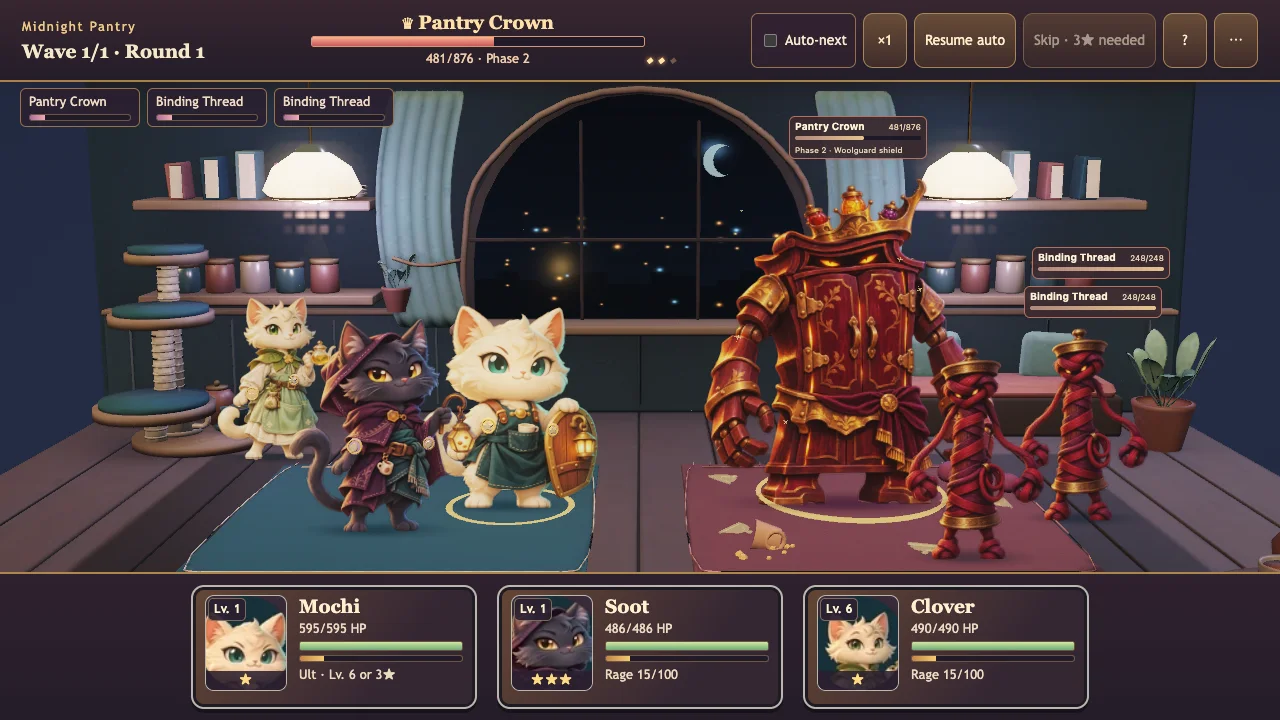 Midnight Pantry
Wave 1/1 · Round 1
♛ Pantry Crown
481/876 · Phase 2
Auto-next
×1
Resume auto
Skip · 3★ needed
?
···
Pantry Crown
Binding Thread
Binding Thread
Pantry Crown 481/876
Phase 2 · Woolguard shield
Binding Thread 248/248
Binding Thread 248/248
Lv. 1
Mochi
595/595 HP
Ult · Lv. 6 or 3★
Lv. 1
Soot
486/486 HP
Rage 15/100
Lv. 6
Clover
490/490 HP
Rage 15/100